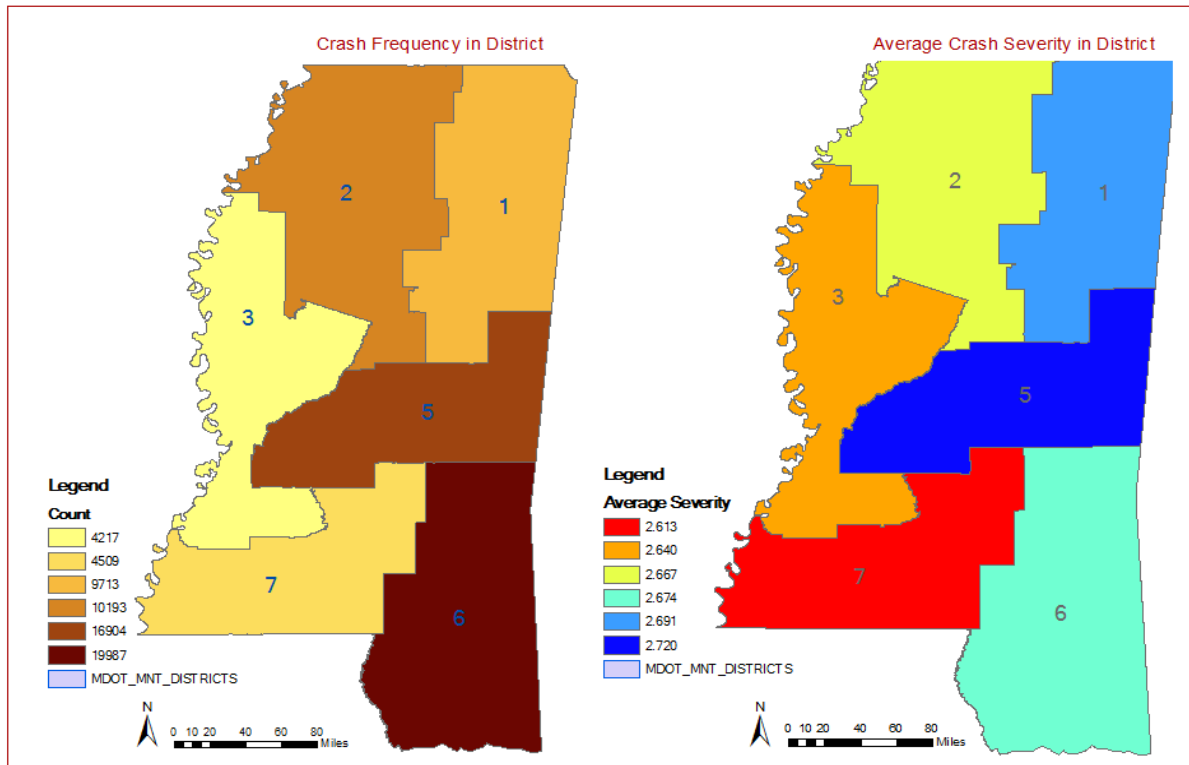 Crash Frequency in District
2
1
3
5
7
6
Legend
Count
4217
4509
9713
10193
16904
19987
MDOT_MNT_DISTRICTS
N
0 10 20 40 60 80
Miles
Average Crash Severity in District
2
1
3
5
7
6
Legend
Average Severity
2.613
2.640
2.667
2.674
2.691
2.720
MDOT_MNT_DISTRICTS
N
0 10 20 40 60 80
Miles